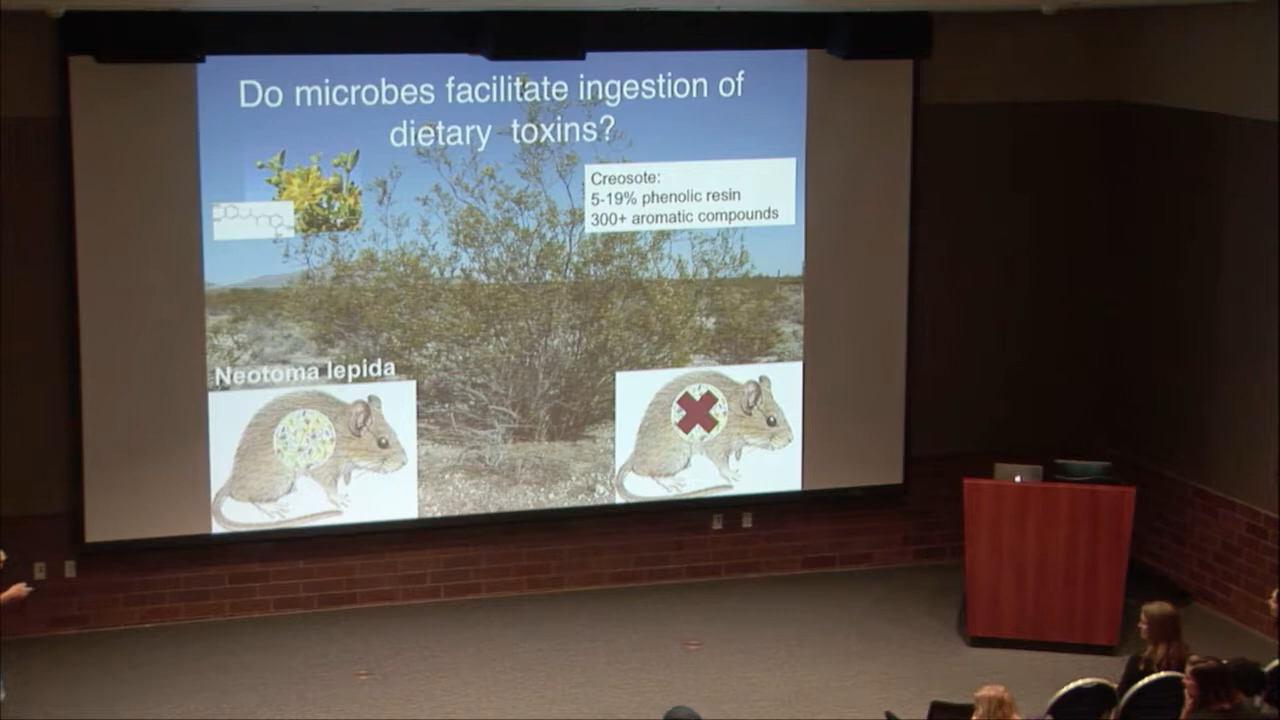 Do microbes facilitate ingestion of
dietary toxins?
Creosote:
5-19% phenolic resin
300+ aromatic compounds
Neotoma lepida